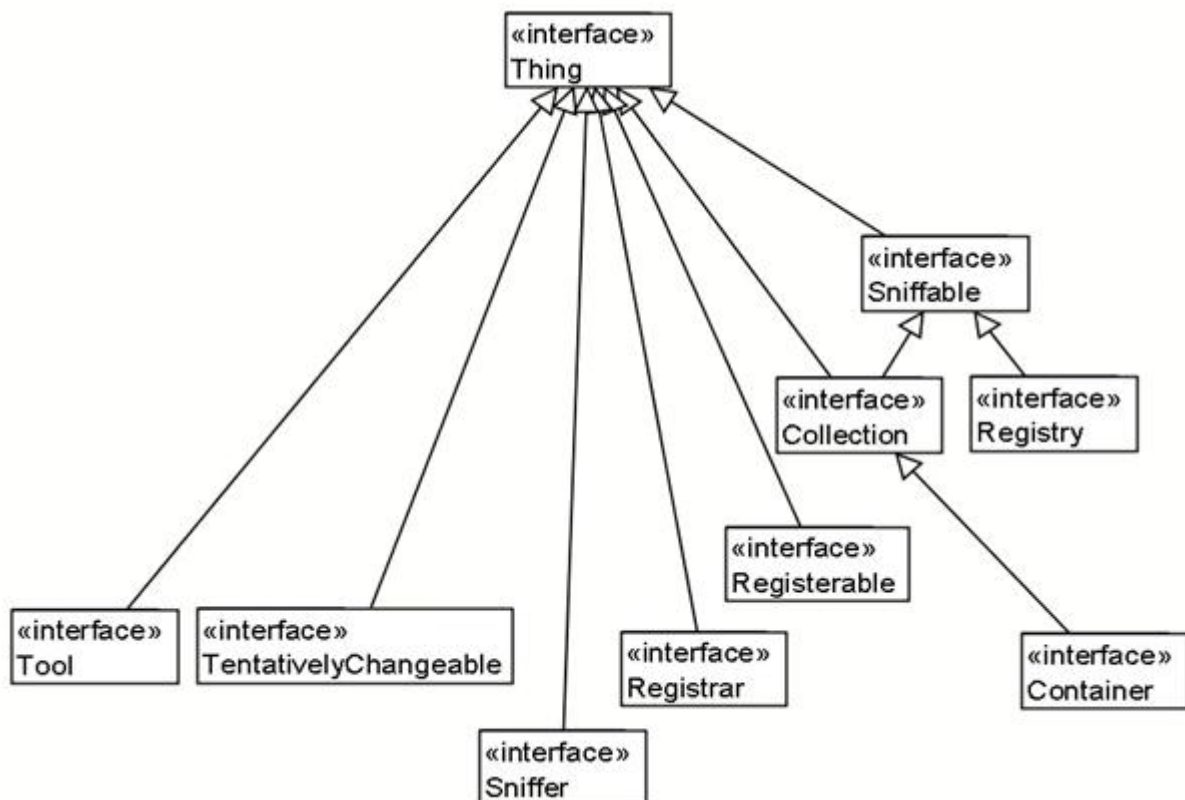 «interface»
Thing
«interface»
Sniffable
«interface»
Collection
«interface»
Registry
«interface»
Registerable
«interface»
Tool
«interface»
TentativelyChangeable
«interface»
Registrar
«interface»
Container
«interface»
Sniffer